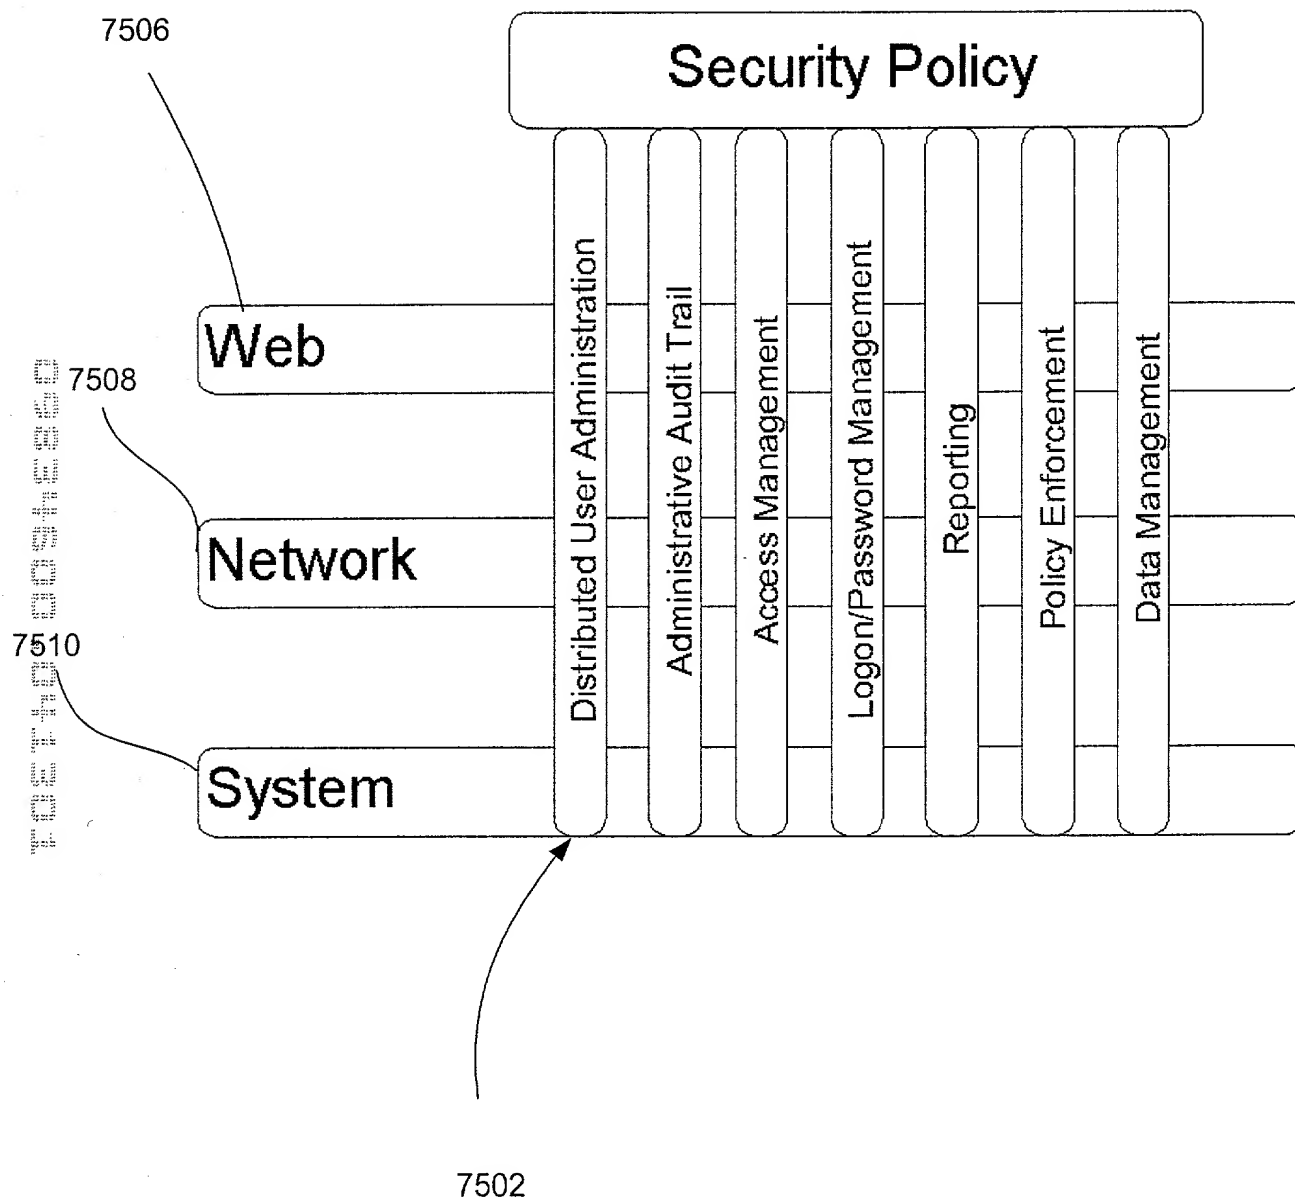 7506
Security Policy
Web
7508
Network
7510
System
Distributed User Administration
Administrative Audit Trail
Access Management
Logon/Password Management
Reporting
Policy Enforcement
Data Management
7502